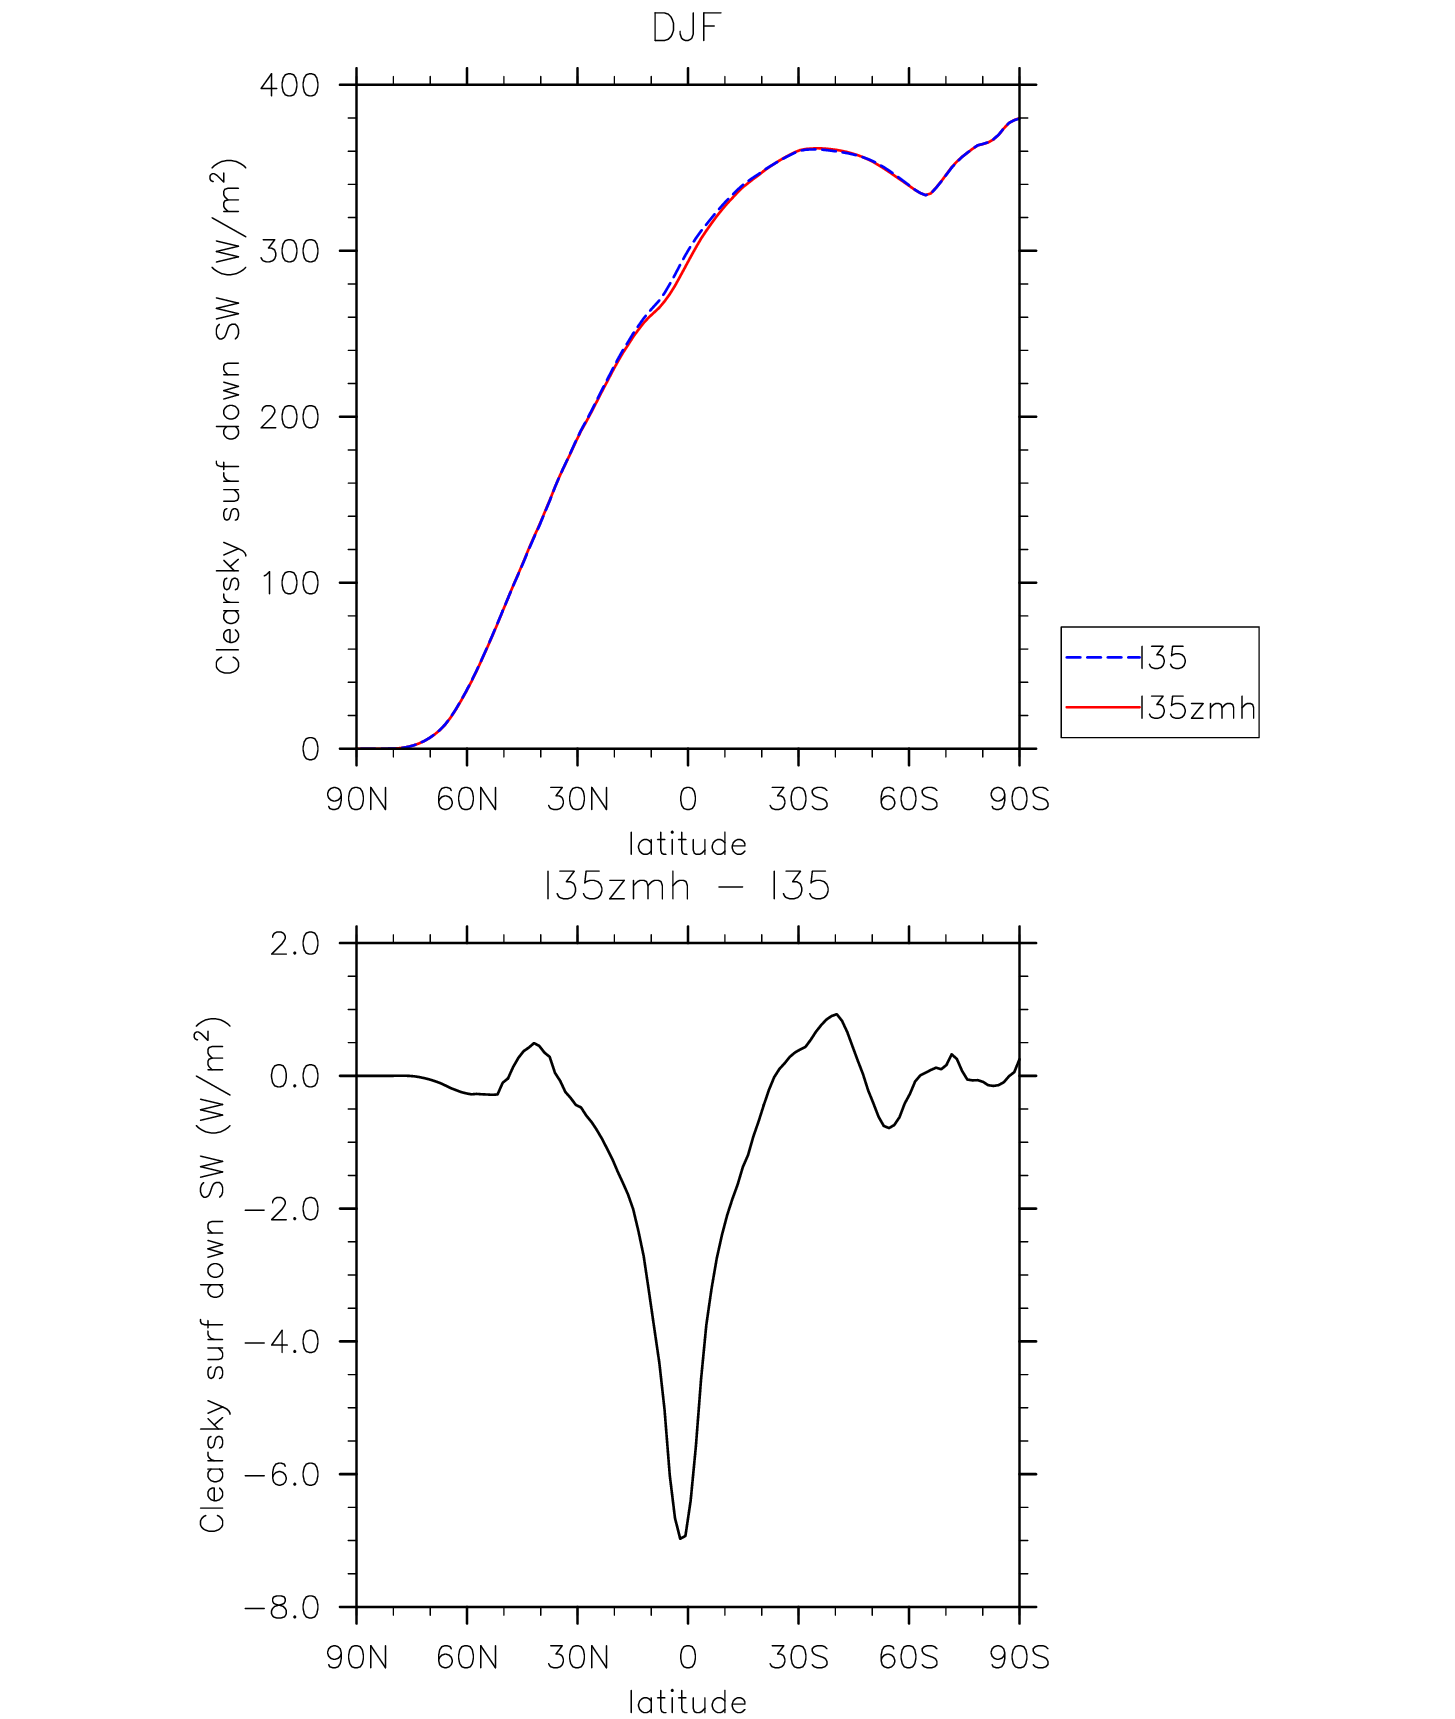 DJF
Clearsky surf down SW (W/m²)
400
300
200
100
0
90N 60N 30N 0 30S 60S 90S
latitude
I35
I35zmh
I35zmh − I35
Clearsky surf down SW (W/m²)
2.0
0.0
−2.0
−4.0
−6.0
−8.0
90N 60N 30N 0 30S 60S 90S
latitude